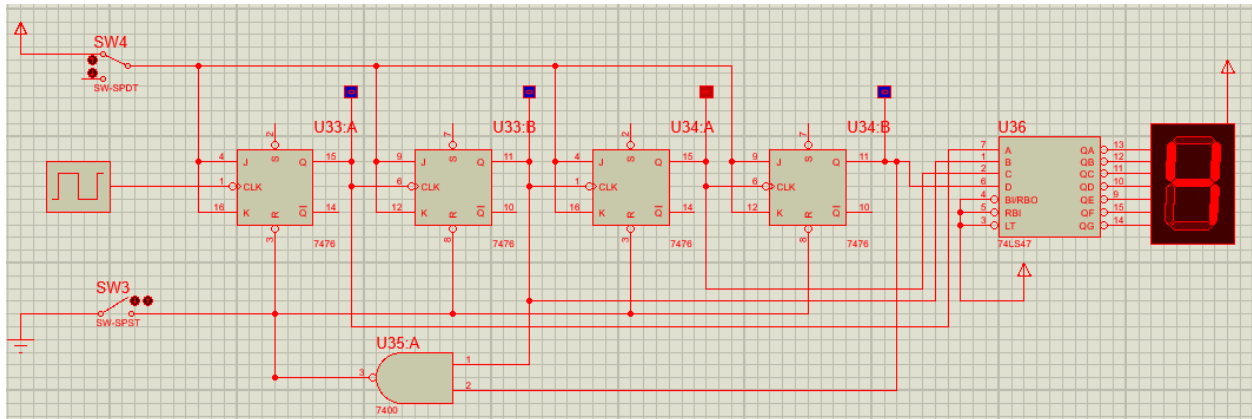 SW4
SW-SPDT
U33:A
U33:B
U34:A
U34:B
U36
2
7
2
7
4 J Q 15
9 J Q 11
4 J Q 15
9 J Q 11
1 CLK
6 CLK
1 CLK
6 CLK
16 K Q 14
12 K Q 10
16 K Q 14
12 K Q 10
S
S
S
S
R
R
R
R
3
8
3
8
7476
7476
7476
7476
7 A QA 13
1 B QB 12
2 C QC 11
6 D QD 10
4 BI/RBO QE 9
5 RBI QF 15
3 LT QG 14
74LS47
SW3
SW-SPST
U35:A
1
2
3
7400